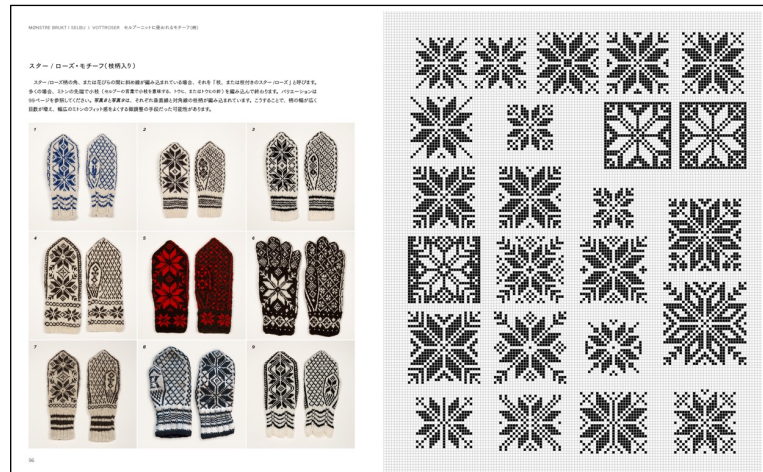 MØNSTRE BRUKT I SELBU : VOTTROSER セルブーニットに使われるモチーフ(柄)
スター / ローズ・モチーフ(枝柄入り)
スター / ローズ柄の角、または花びらの間に斜め線が編み込まれている場合、それを「枝、または枝付きのスター / ローズ」と呼びます。
多くの場合、ミトンの先端で小枝(セルブーの言葉で小枝を意味する、トウに、またはトウヒの針)を編み込んで終わります。バリエーションは
99ページを参照してください。写真8と写真9は、それぞれ垂直線と対角線の枝柄が編み込まれています。こうすることで、柄の幅が広く
目数が増え、幅広のミトンのフィット感をよくする微調整の手段だった可能性があります。
1
2
3
4
5
6
7
8
9
96